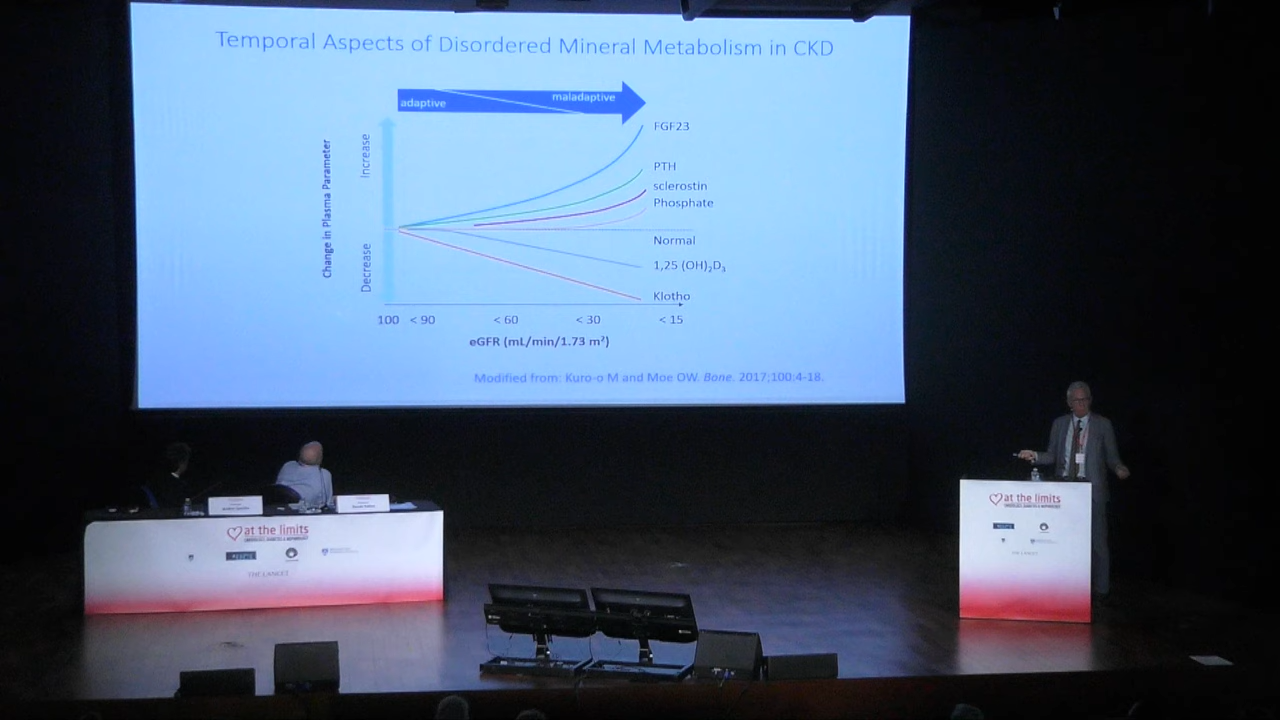 Temporal Aspects of Disordered Mineral Metabolism in CKD
adaptive
maladaptive
Change in Plasma Parameter
Increase
Decrease
FGF23
PTH
sclerostin
Phosphate
Normal
1,25 (OH)₂D₃
Klotho
100 < 90 < 60 < 30 < 15
eGFR (mL/min/1.73 m²)
Modified from: Kuro-o M and Moe OW. Bone. 2017;100:4-18.
at the limits
THE LANCET
at the limits